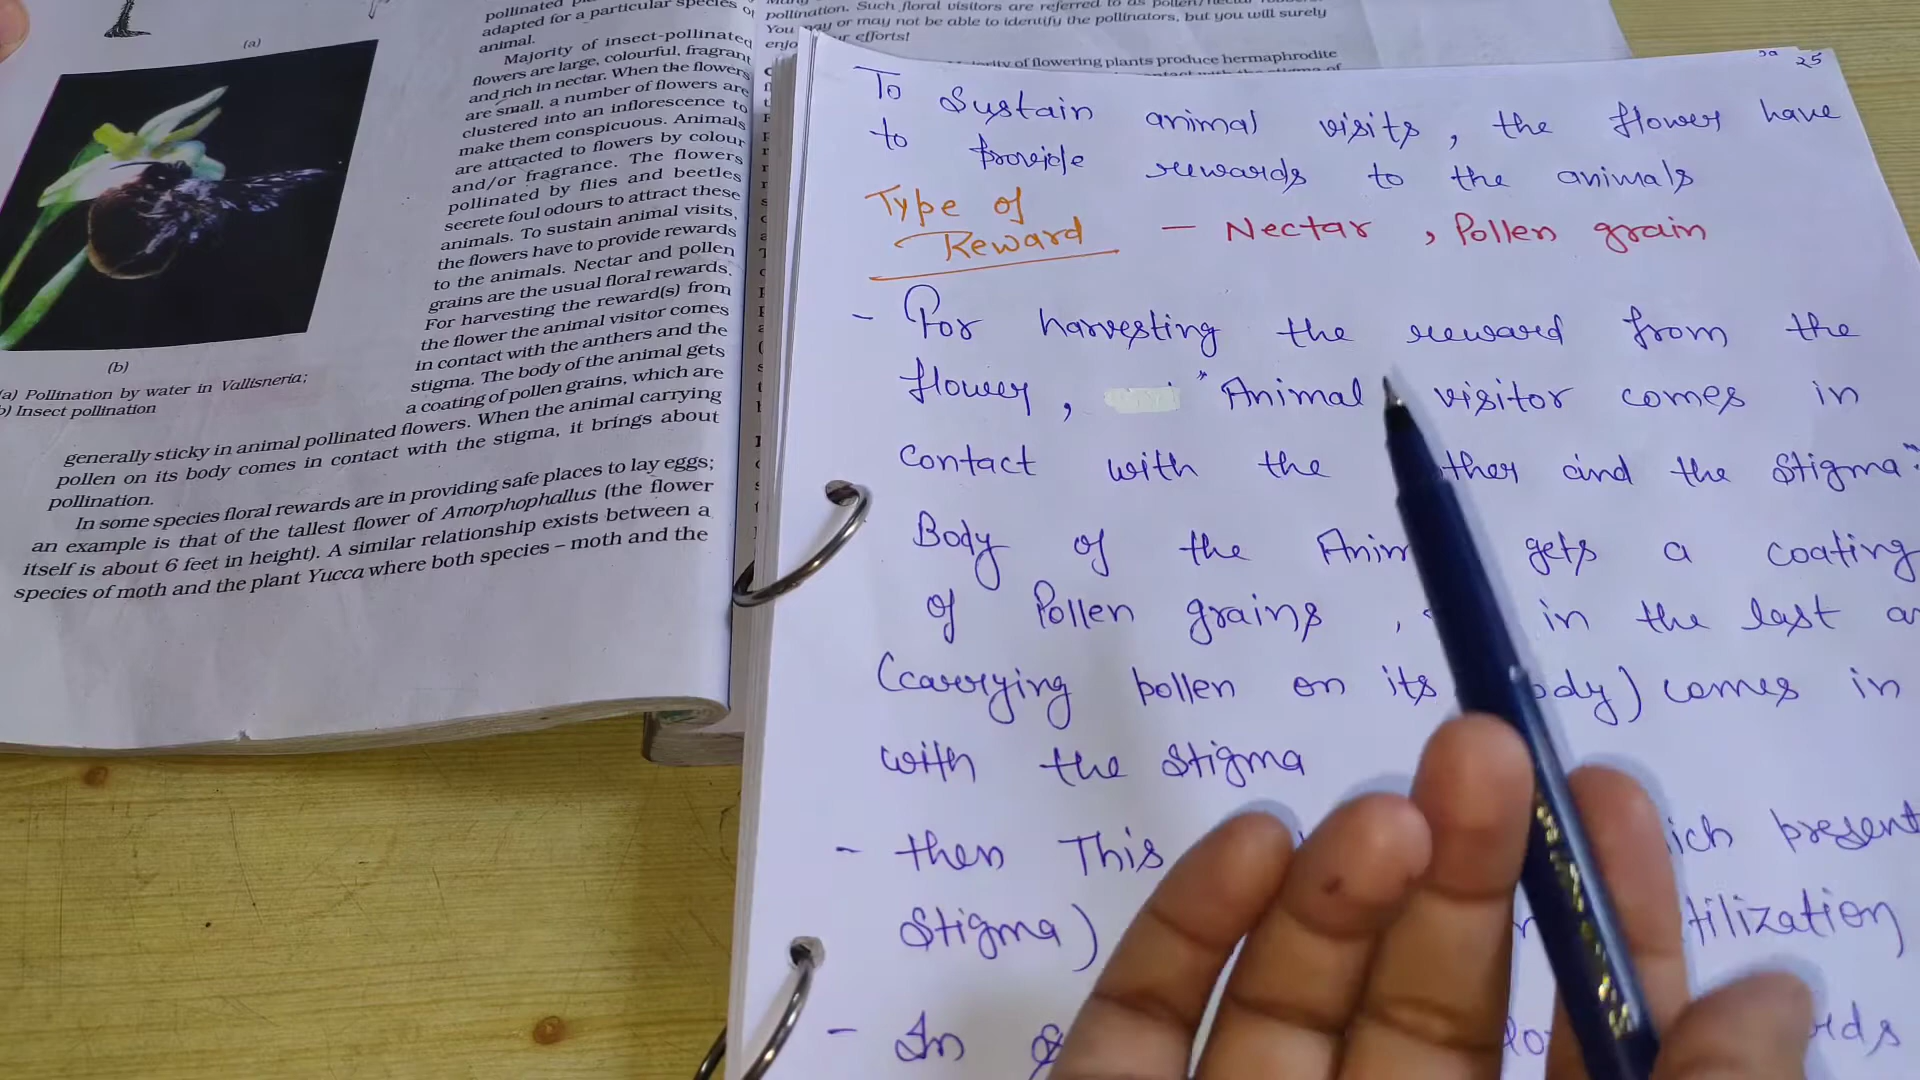 (a)
pollinated
adapted for a particular species of
animal.
Majority of insect-pollinated
flowers are large, colourful, fragrant
and rich in nectar. When the flowers
are small, a number of flowers are
clustered into an inflorescence to
make them conspicuous. Animals
are attracted to flowers by colour
and/or fragrance. The flowers
pollinated by flies and beetles
secrete foul odours to attract these
animals. To sustain animal visits,
the flowers have to provide rewards
to the animals. Nectar and pollen
grains are the usual floral rewards.
For harvesting the reward(s) from
the flower the animal visitor comes
in contact with the anthers and the
stigma. The body of the animal gets
a coating of pollen grains, which are
(b)
(a) Pollination by water in Vallisneria;
b) Insect pollination
generally sticky in animal pollinated flowers. When the animal carrying
pollen on its body comes in contact with the stigma, it brings about
pollination.
In some species floral rewards are in providing safe places to lay eggs;
an example is that of the tallest flower of Amorphophallus (the flower
itself is about 6 feet in height). A similar relationship exists between a
species of moth and the plant Yucca where both species – moth and the
pollination. Such floral visitors are referred to as pollen/nectar
You may or may not be able to identify the pollinators, but you will surely
enjo ur efforts!
ority of flowering plants produce hermaphrodite
25
To Sustain animal visits, the flower have
to provide rewards to the animals
Type of
Reward – Nectar, Pollen grain
- For harvesting the reward from the
flower, "Animal visitor comes in
Contact with the ther and the Stigma"
Body of the Anim gets a coating
of Pollen grains, in the last a
(carrying pollen on its ody) comes in
with the Stigma
- then This ich present
Stigma) tilization
- In rds